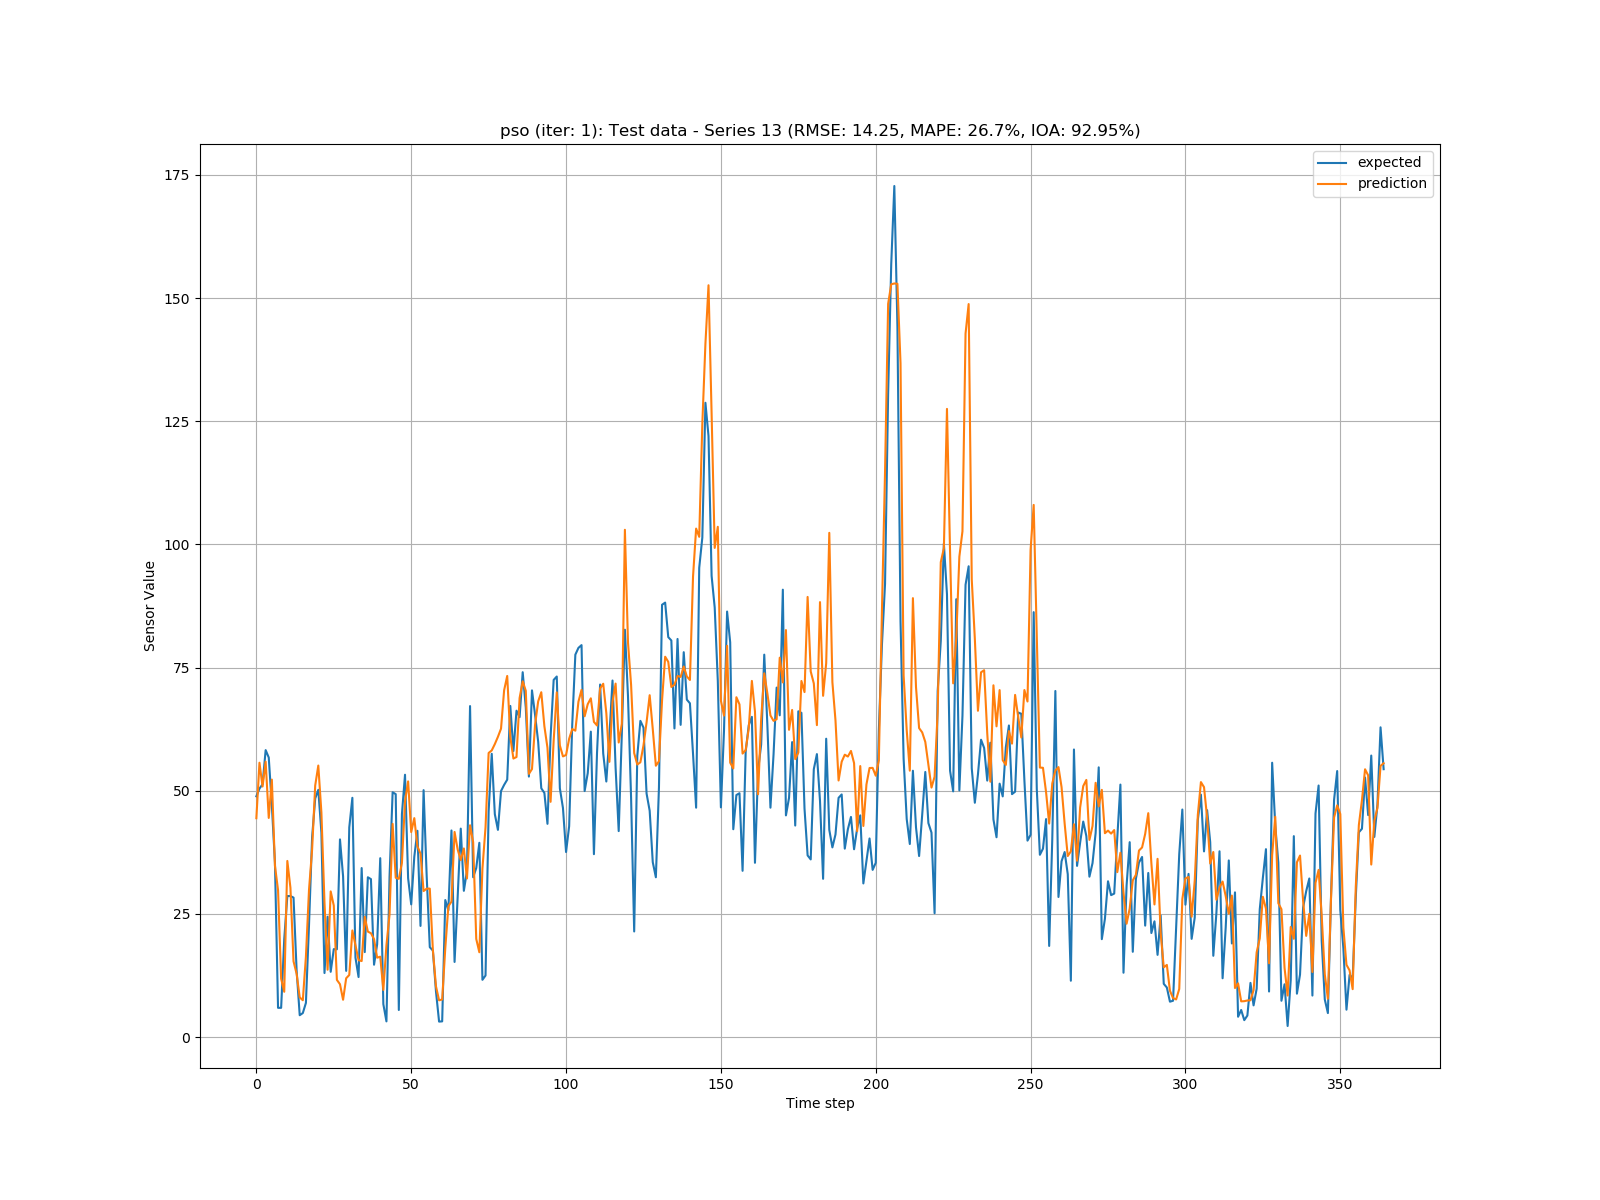 pso (iter: 1): Test data - Series 13 (RMSE: 14.25, MAPE: 26.7%, IOA: 92.95%)
expected
prediction
175
150
125
100
75
50
25
0
Sensor Value
0 50 100 150 200 250 300 350
Time step